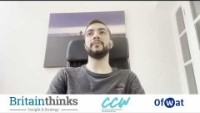 Britainthinks
Insight & Strategy
CCW
Ofwat